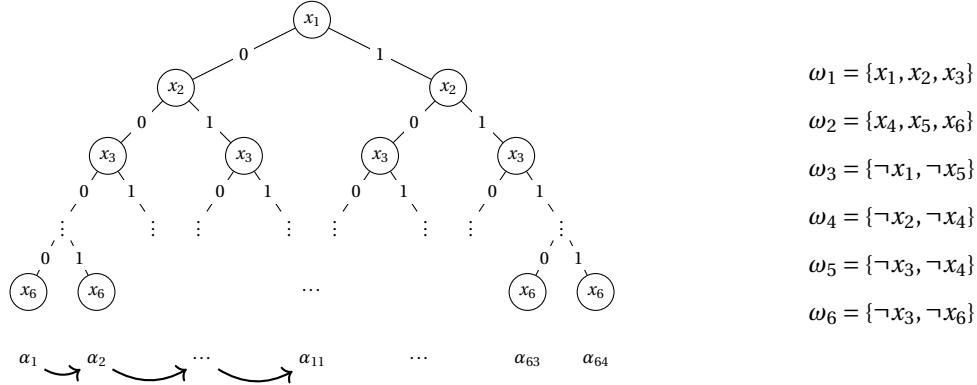 x₁
0 1
x₂ x₂
0 1 0 1
x₃ x₃ x₃ x₃
0 1 0 1 0 1 0 1
⋮ ⋮ ⋮ ⋮ ⋮ ⋮ ⋮ ⋮
0 1 0 1
x₆ x₆ ... x₆ x₆
α₁ α₂ ... α₁₁ ... α₆₃ α₆₄
ω₁ = {x₁, x₂, x₃}
ω₂ = {x₄, x₅, x₆}
ω₃ = {¬x₁, ¬x₅}
ω₄ = {¬x₂, ¬x₄}
ω₅ = {¬x₃, ¬x₄}
ω₆ = {¬x₃, ¬x₆}